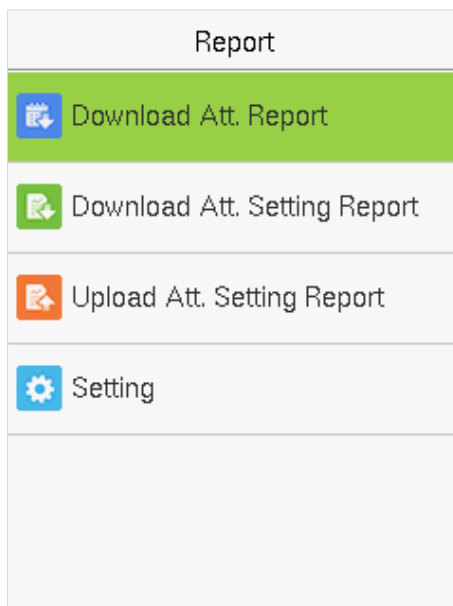 Report
Download Att. Report
Download Att. Setting Report
Upload Att. Setting Report
Setting